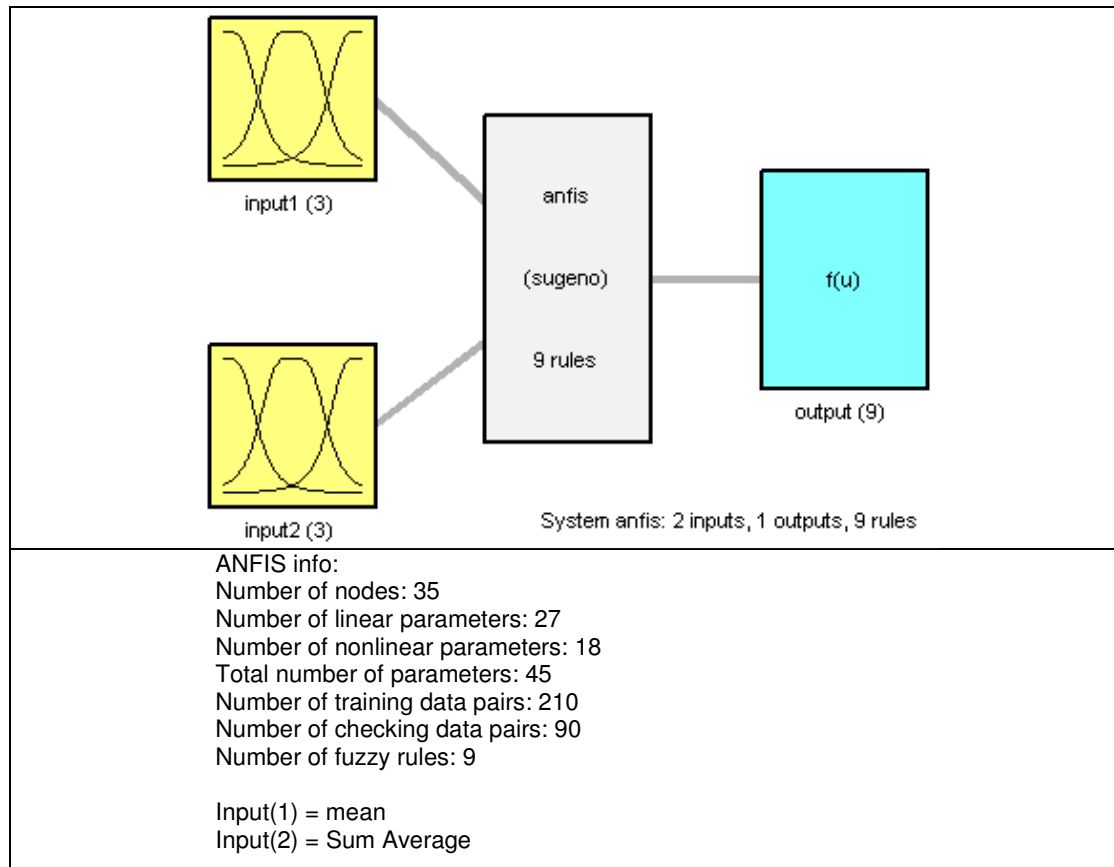 input1 (3)
input2 (3)
anfis
(sugeno)
9 rules
f(u)
output (9)
System anfis: 2 inputs, 1 outputs, 9 rules
ANFIS info:
Number of nodes: 35
Number of linear parameters: 27
Number of nonlinear parameters: 18
Total number of parameters: 45
Number of training data pairs: 210
Number of checking data pairs: 90
Number of fuzzy rules: 9
Input(1) = mean
Input(2) = Sum Average